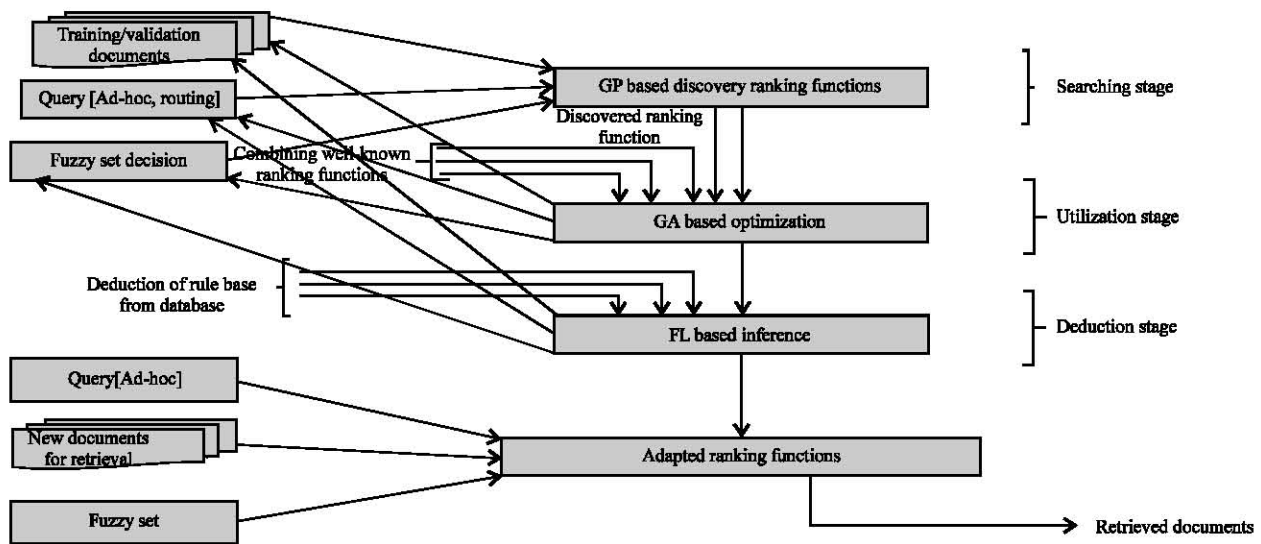 Training/validation
documents
GP based discovery ranking functions
Searching stage
Query [Ad-hoc, routing]
Discovered ranking
function
Fuzzy set decision
Combining well-known
ranking functions
GA based optimization
Utilization stage
Deduction of rule base
from database
FL based inference
Deduction stage
Query[Ad-hoc]
New documents
for retrieval
Adapted ranking functions
Fuzzy set
Retrieved documents